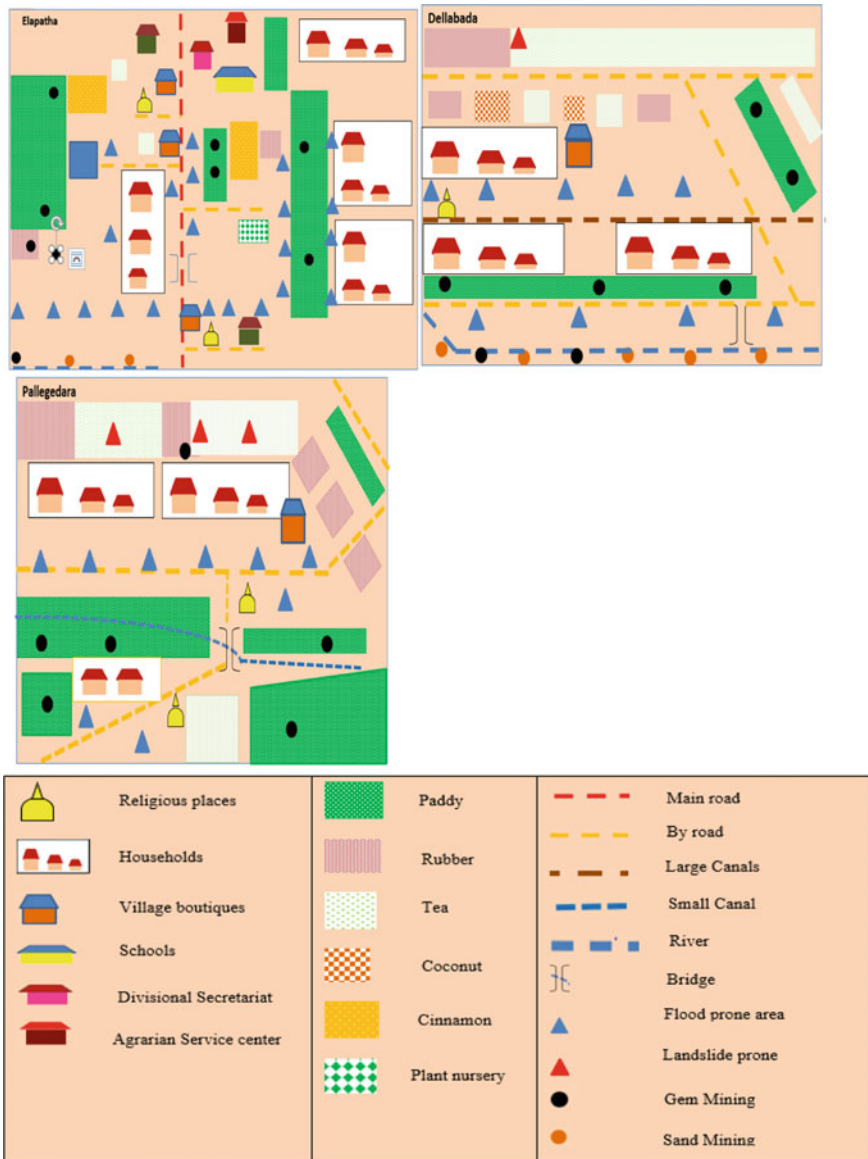 Elapatha
Dellabada
Pallegedara
Religious places
Households
Village boutiques
Schools
Divisional Secretariat
Agrarian Service center
Paddy
Rubber
Tea
Coconut
Cinnamon
Plant nursery
Main road
By road
Large Canals
Small Canal
River
Bridge
Flood prone area
Landslide prone
Gem Mining
Sand Mining